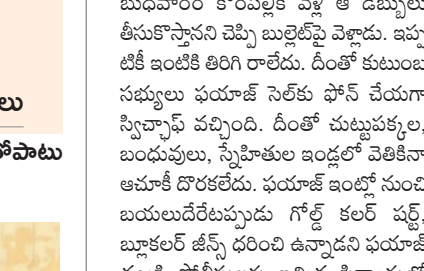 బుధవారం కొంపల్లికి వెళ్లి ఆ డబ్బులు
తీసుకొస్తానని చెప్పి బుల్లెట్‌పై వెళ్లాడు. ఇప్ప
టికీ ఇంటికి తిరిగి రాలేదు. దీంతో కుటుంబ
సభ్యులు ఫయాజ్ సెల్‌కు ఫోన్ చేయగా
స్విచ్ఛాఫ్ వచ్చింది. దీంతో చుట్టుపక్కల,
బంధువులు, స్నేహితుల ఇండ్లలో వెతికినా
ఆచూకీ దొరకలేదు. ఫయాజ్ ఇంట్లో నుంచి
బయలుదేరేటప్పుడు గోల్డ్ కలర్ షర్ట్,
బ్లూకలర్ జీన్స్ ధరించి ఉన్నాడని ఫయాజ్
లు
పోటు